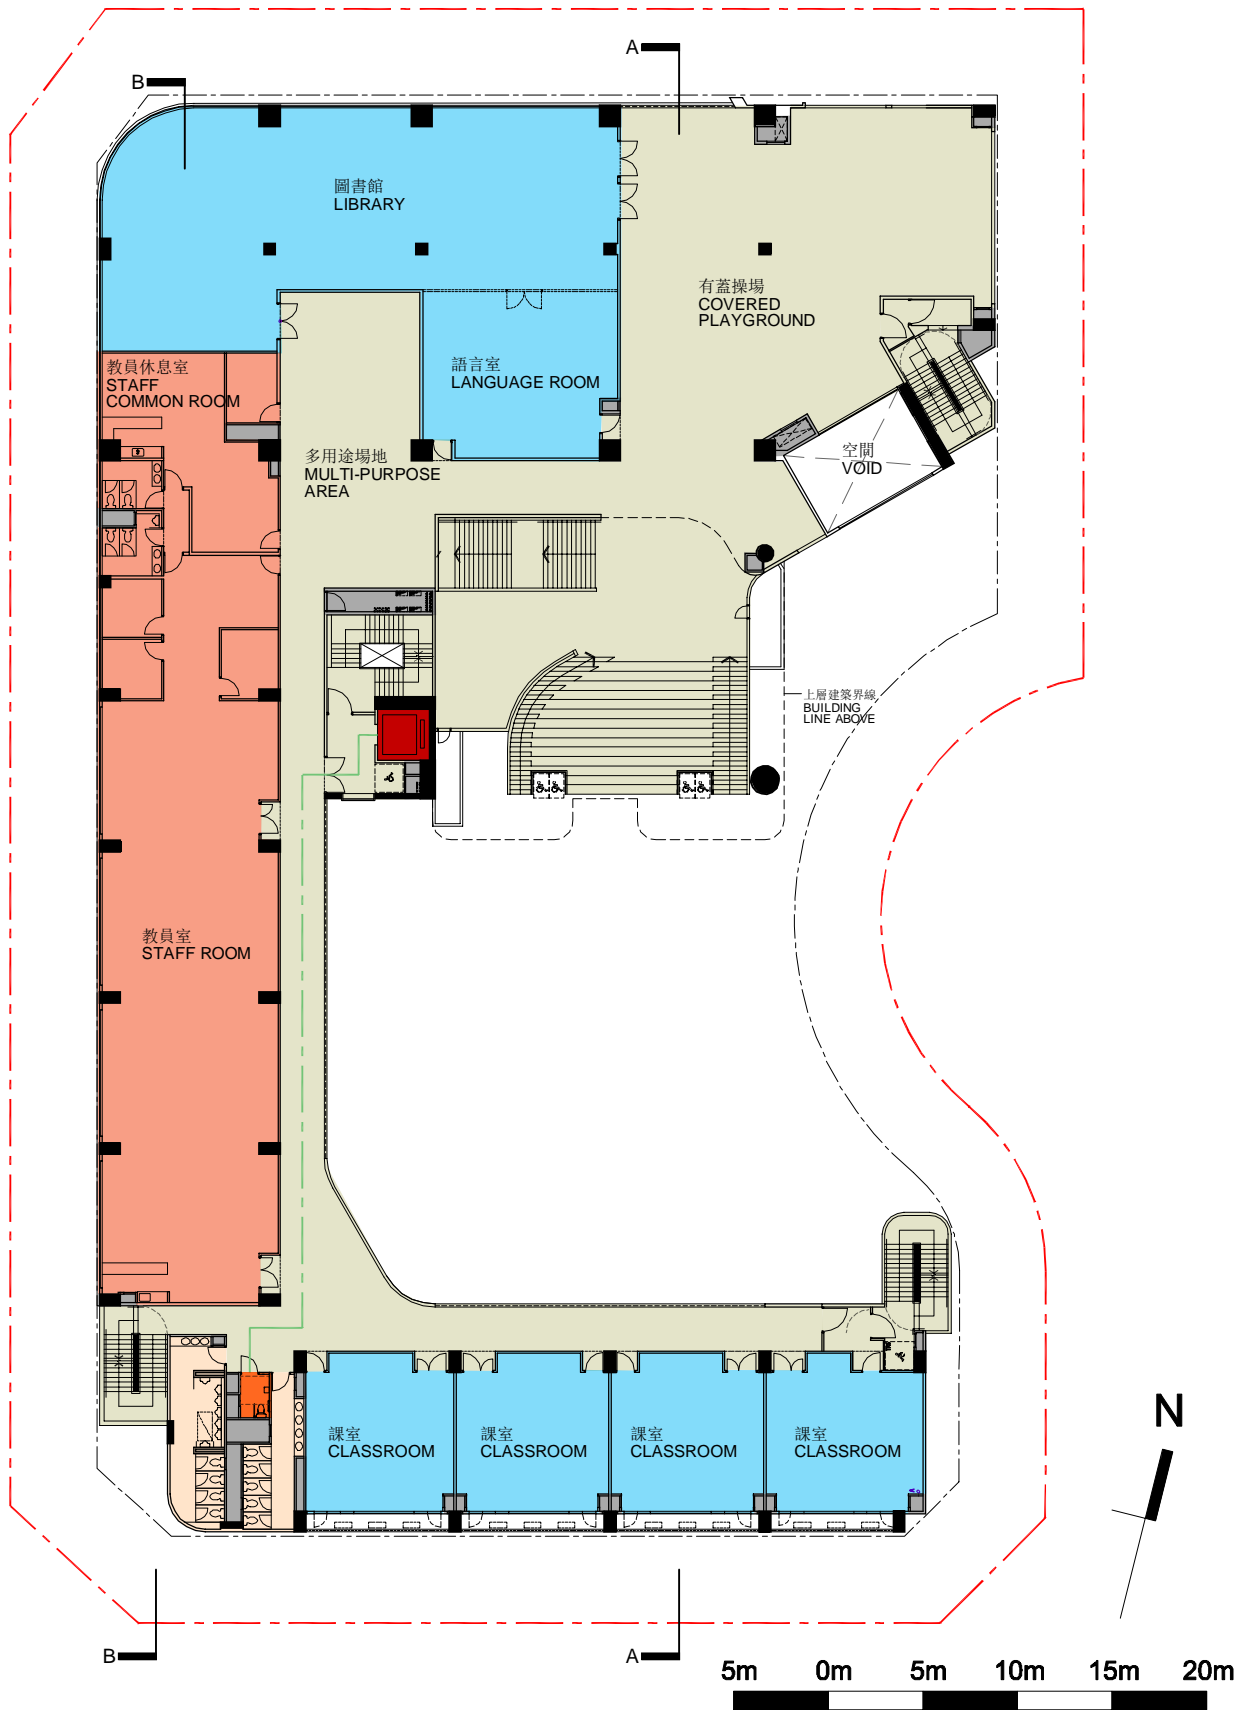 A
B
圖書館
LIBRARY
有蓋操場
COVERED
PLAYGROUND
教員休息室
STAFF
COMMON ROOM
語言室
LANGUAGE ROOM
多用途場地
MULTI-PURPOSE
AREA
空間
VOID
上層建築界線
BUILDING
LINE ABOVE
教員室
STAFF ROOM
課室
CLASSROOM
課室
CLASSROOM
課室
CLASSROOM
課室
CLASSROOM
N
B
A
5m 0m 5m 10m 15m 20m